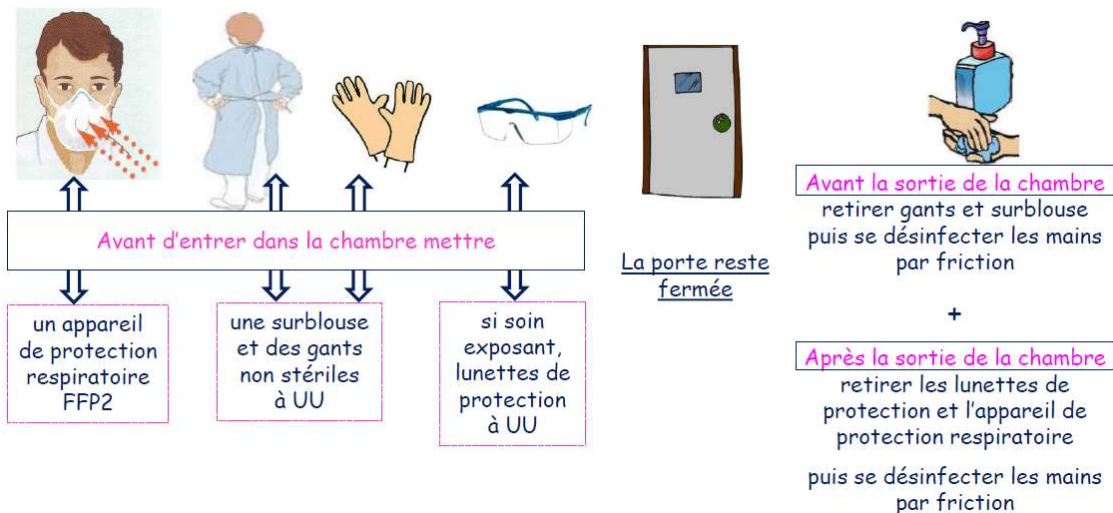 Avant d'entrer dans la chambre mettre
un appareil
de protection
respiratoire
FFP2
une surblouse
et des gants
non stériles
à UU
si soin
exposant,
lunettes de
protection
à UU
La porte reste
fermée
Avant la sortie de la chambre
retirer gants et surblouse
puis se désinfecter les mains
par friction
+
Après la sortie de la chambre
retirer les lunettes de
protection et l'appareil de
protection respiratoire
puis se désinfecter les mains
par friction